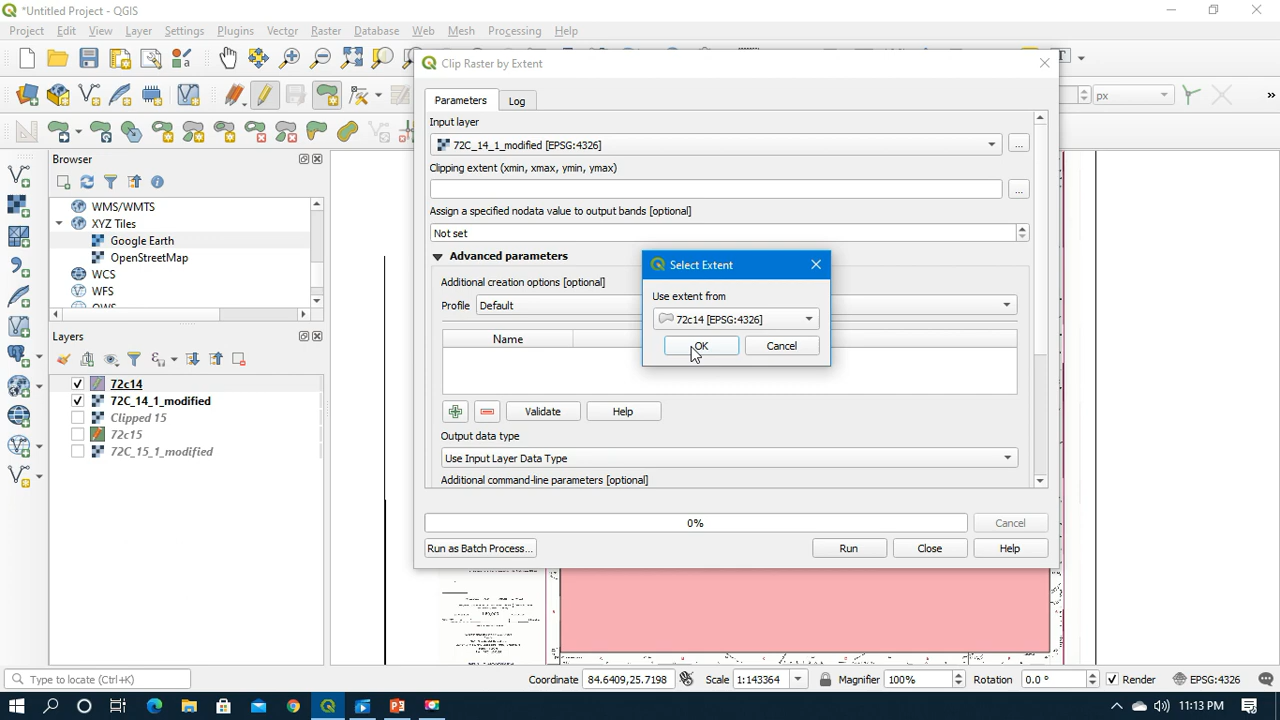 *Untitled Project - QGIS
Project Edit View Layer Settings Plugins Vector Raster Database Web Mesh Processing Help
Clip Raster by Extent
Parameters Log
px
»
Input layer
72C_14_1_modified [EPSG:4326]
...
Clipping extent (xmin, xmax, ymin, ymax)
...
Assign a specified nodata value to output bands [optional]
Not set
Advanced parameters
Additional creation options [optional]
Profile Default
Name
Validate
Help
Output data type
Use Input Layer Data Type
Additional command-line parameters [optional]
0%
Cancel
Run as Batch Process...
Run
Close
Help
Select Extent
Use extent from
72c14 [EPSG:4326]
OK
Cancel
Browser
WMS/WMTS
XYZ Tiles
Google Earth
OpenStreetMap
WCS
WFS
OWS
Layers
72c14
72C_14_1_modified
Clipped 15
72c15
72C_15_1_modified
Type to locate (Ctrl+K)
Coordinate 84.6409,25.7198
Scale 1:143364
Magnifier 100%
Rotation 0.0 °
Render
EPSG:4326
11:13 PM